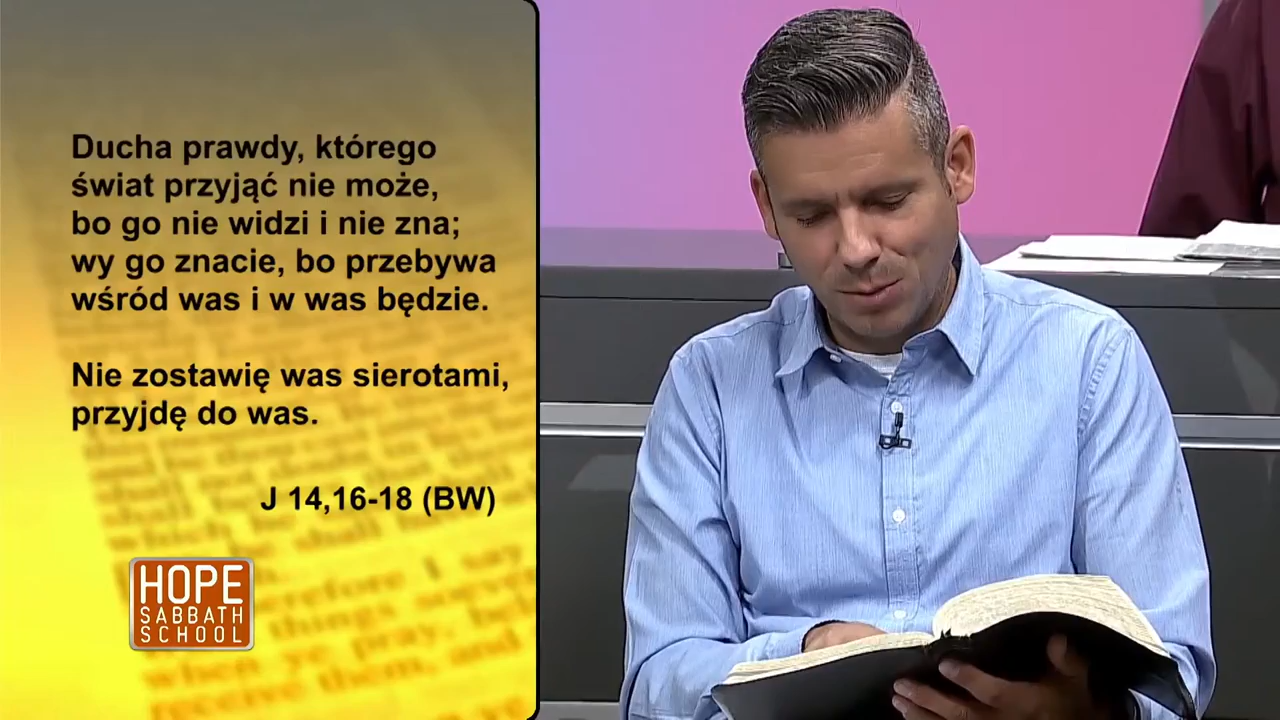 Ducha prawdy, którego
świat przyjąć nie może,
bo go nie widzi i nie zna;
wy go znacie, bo przebywa
wśród was i w was będzie.
Nie zostawię was sierotami,
przyjdę do was.
J 14,16-18 (BW)
HOPE
SABBATH
SCHOOL